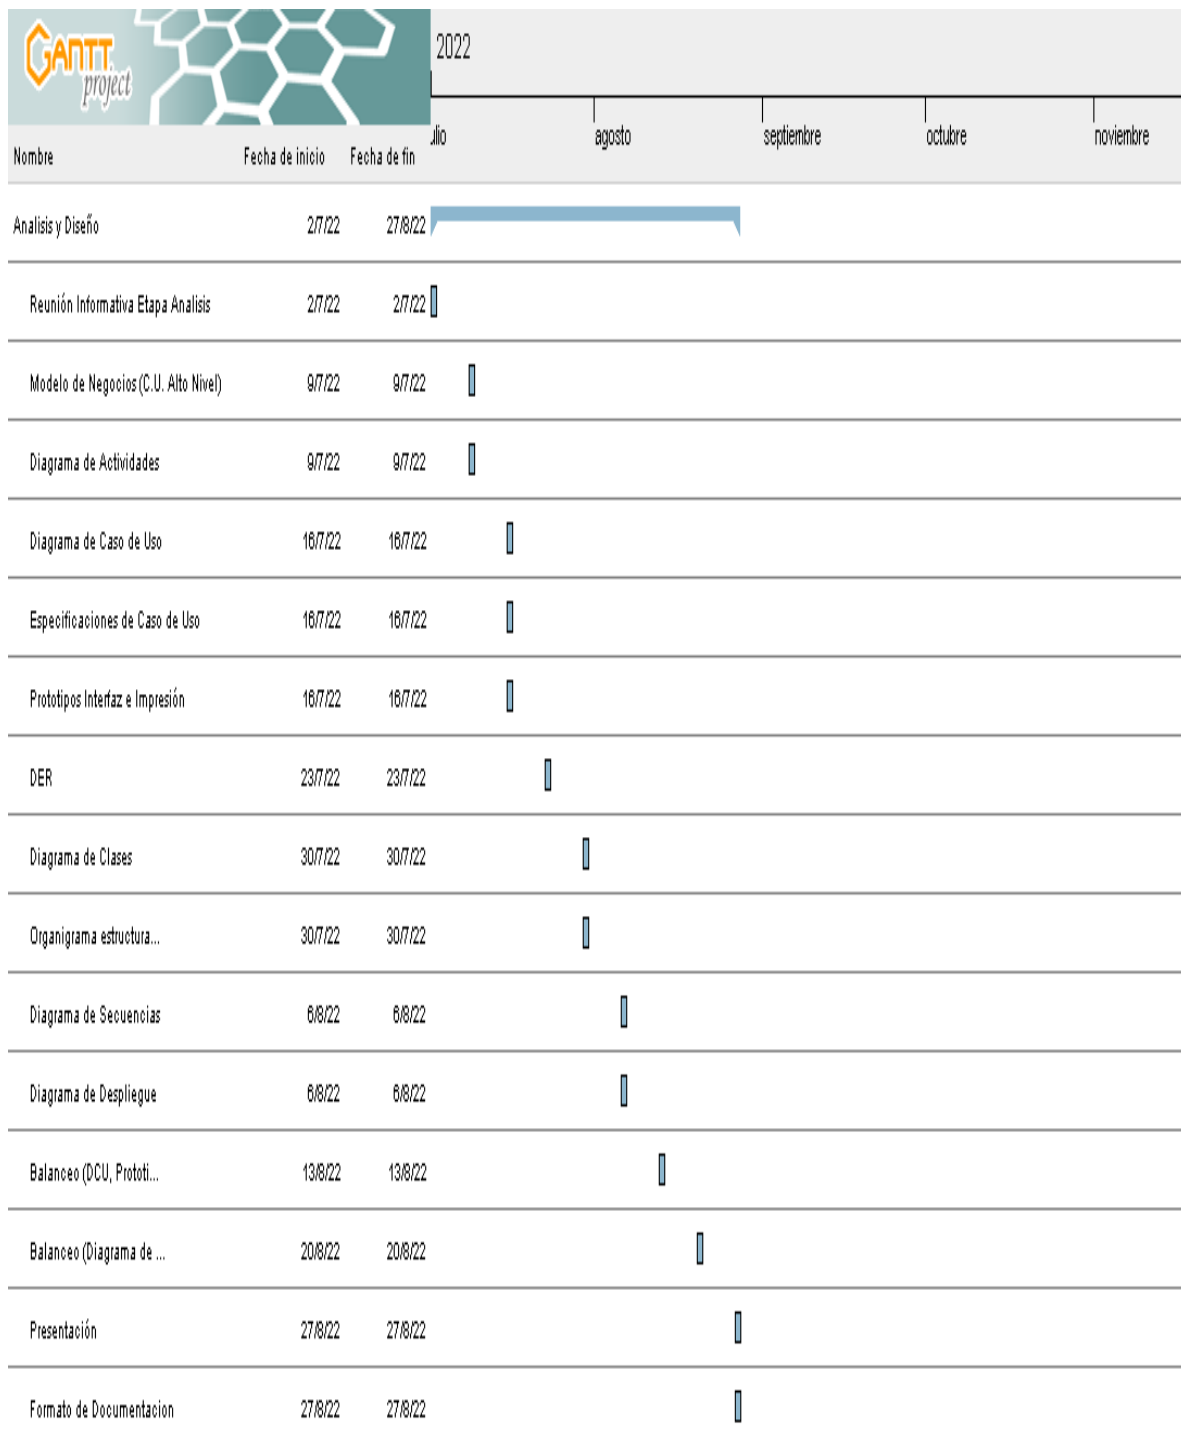 GANTT
project
2022
ulio agosto septiembre octubre noviembre
Nombre Fecha de inicio Fecha de fin
Analisis y Diseño 2/7/22 27/8/22
Reunión Informativa Etapa Analisis 2/7/22 2/7/22
Modelo de Negocios (C.U. Alto Nivel) 9/7/22 9/7/22
Diagrama de Actividades 9/7/22 9/7/22
Diagrama de Caso de Uso 16/7/22 16/7/22
Especificaciones de Caso de Uso 16/7/22 16/7/22
Prototipos Interfaz e Impresión 16/7/22 16/7/22
DER 23/7/22 23/7/22
Diagrama de Clases 30/7/22 30/7/22
Organigrama estructura... 30/7/22 30/7/22
Diagrama de Secuencias 6/8/22 6/8/22
Diagrama de Despliegue 6/8/22 6/8/22
Balanceo (DCU, Prototi... 13/8/22 13/8/22
Balanceo (Diagrama de ... 20/8/22 20/8/22
Presentación 27/8/22 27/8/22
Formato de Documentacion 27/8/22 27/8/22